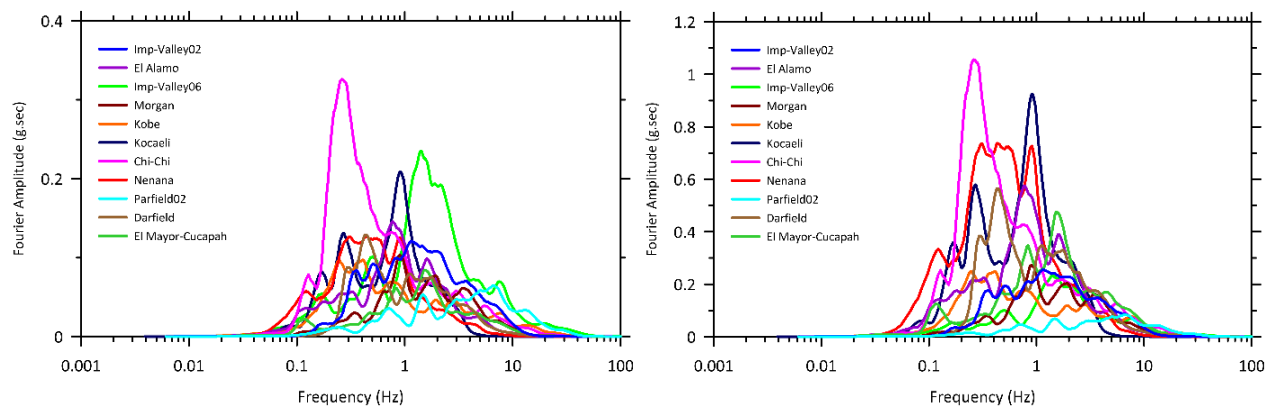 0.4
0.2
0
Fourier Amplitude (g.sec)
Imp-Valley02
El Alamo
Imp-Valley06
Morgan
Kobe
Kocaeli
Chi-Chi
Nenana
Parfield02
Darfield
El Mayor-Cucapah
0.001 0.01 0.1 1 10 100
Frequency (Hz)
1.2
1
0.8
0.6
0.4
0.2
0
Fourier Amplitude (g.sec)
Imp-Valley02
El Alamo
Imp-Valley06
Morgan
Kobe
Kocaeli
Chi-Chi
Nenana
Parfield02
Darfield
El Mayor-Cucapah
0.001 0.01 0.1 1 10 100
Frequency (Hz)